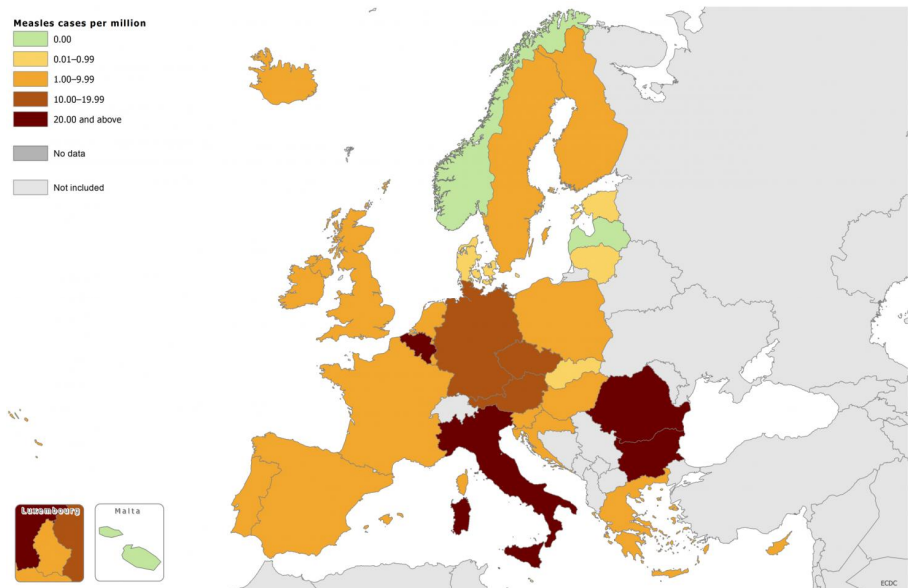 Measles cases per million
0.00
0.01–0.99
1.00–9.99
10.00–19.99
20.00 and above
No data
Not included
Luxembourg
Malta
ECDC